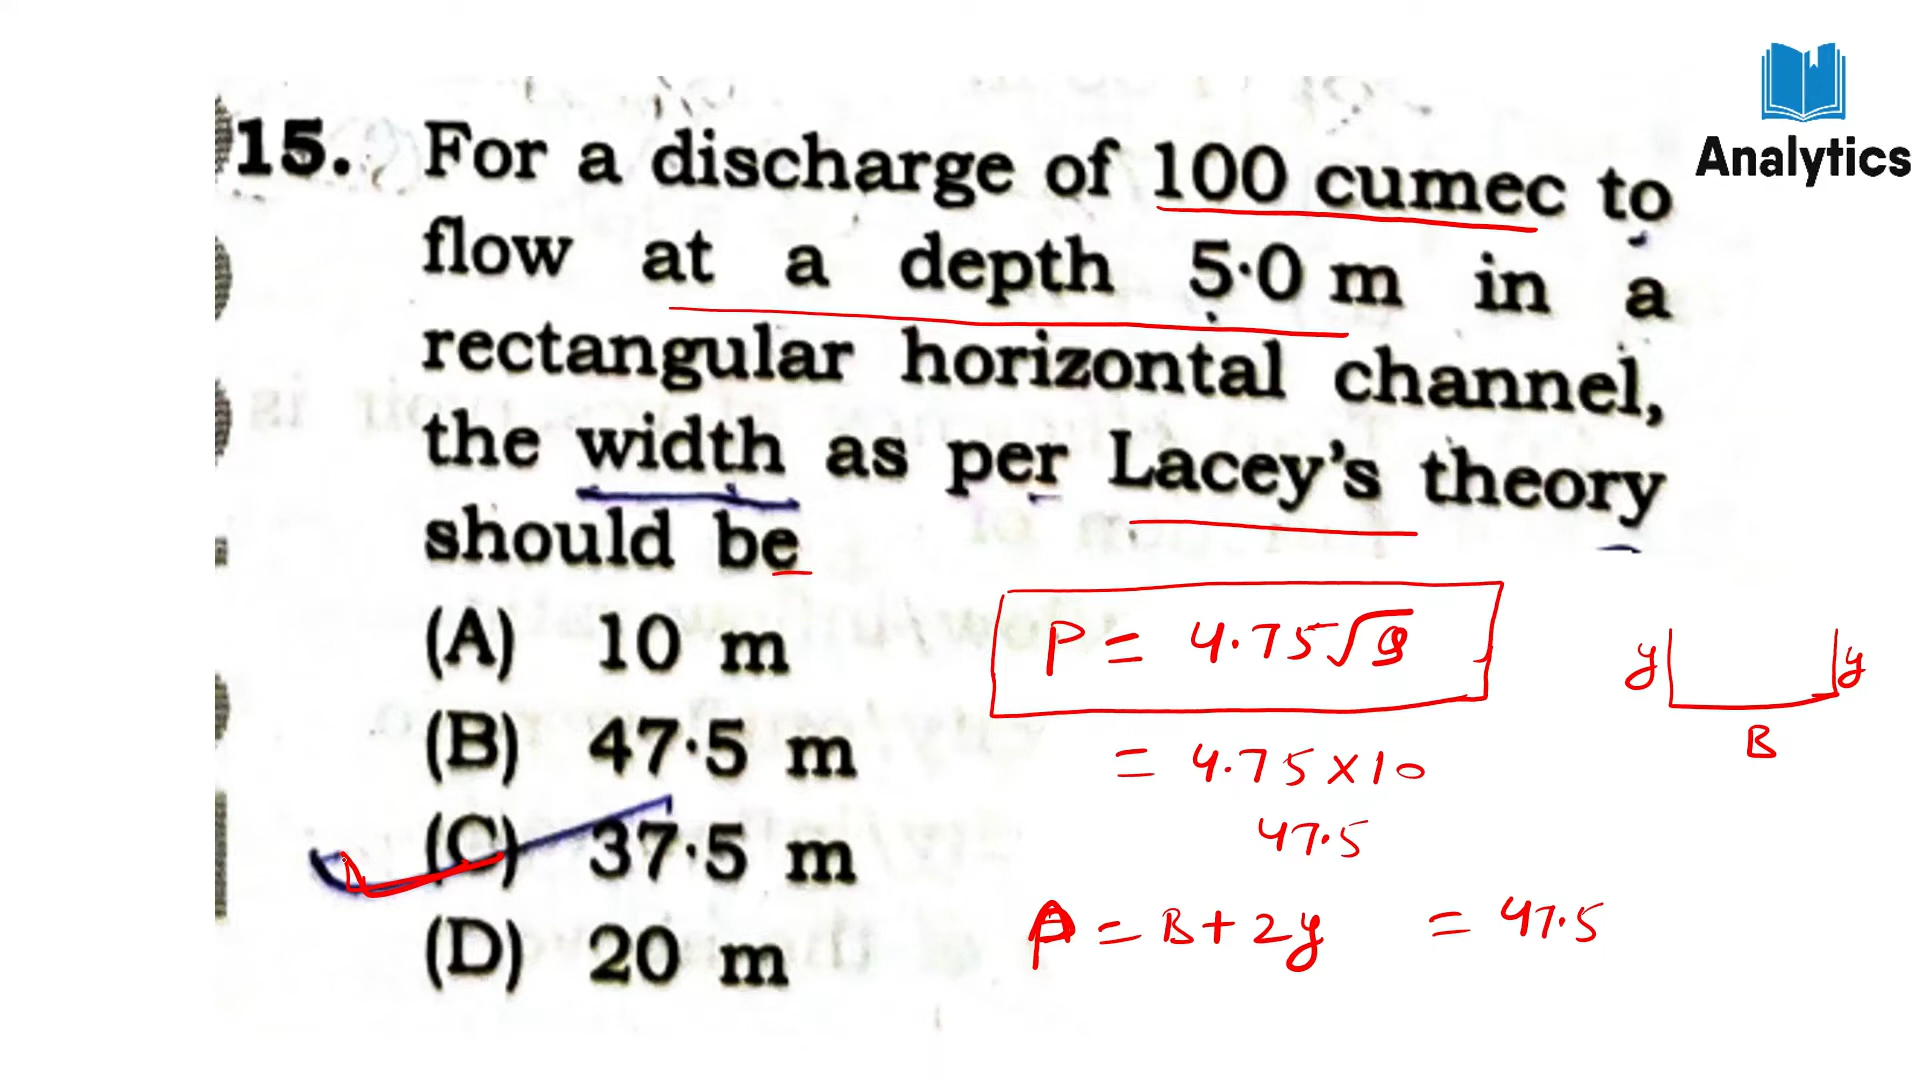 Analytics
15. For a discharge of 100 cumec to
flow at a depth 5·0 m in a
rectangular horizontal channel,
the width as per Lacey's theory
should be
(A) 10 m
(B) 47·5 m
(C) 37·5 m
(D) 20 m
P = 4.75√Q
= 4.75 × 10
47.5
P = B + 2y = 47.5
y y
B